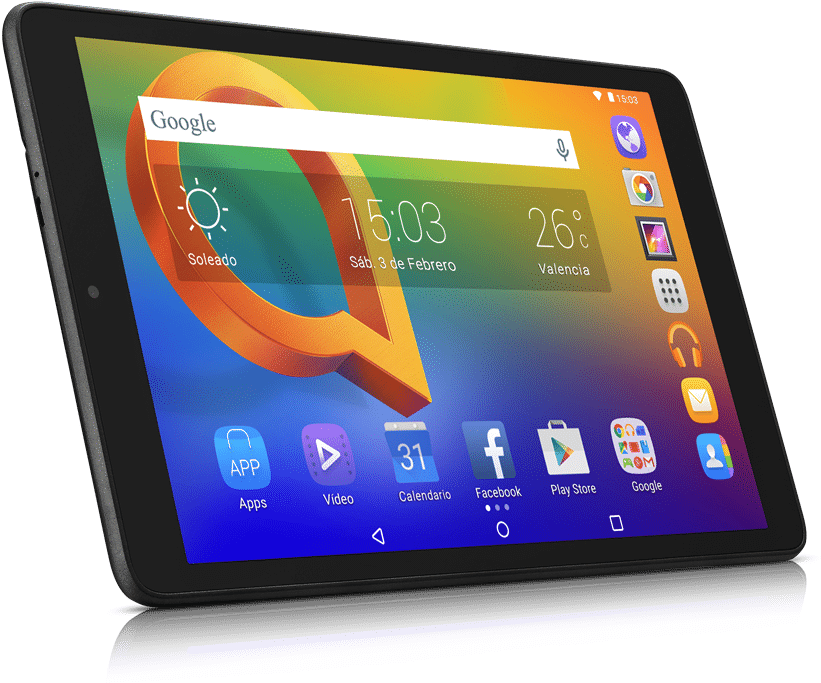 15:03
Google
15:03
26°c
Soleado
Sáb. 3 de Febrero
Valencia
APP
31
Apps
Vídeo
Calendario
Facebook
Play Store
Google